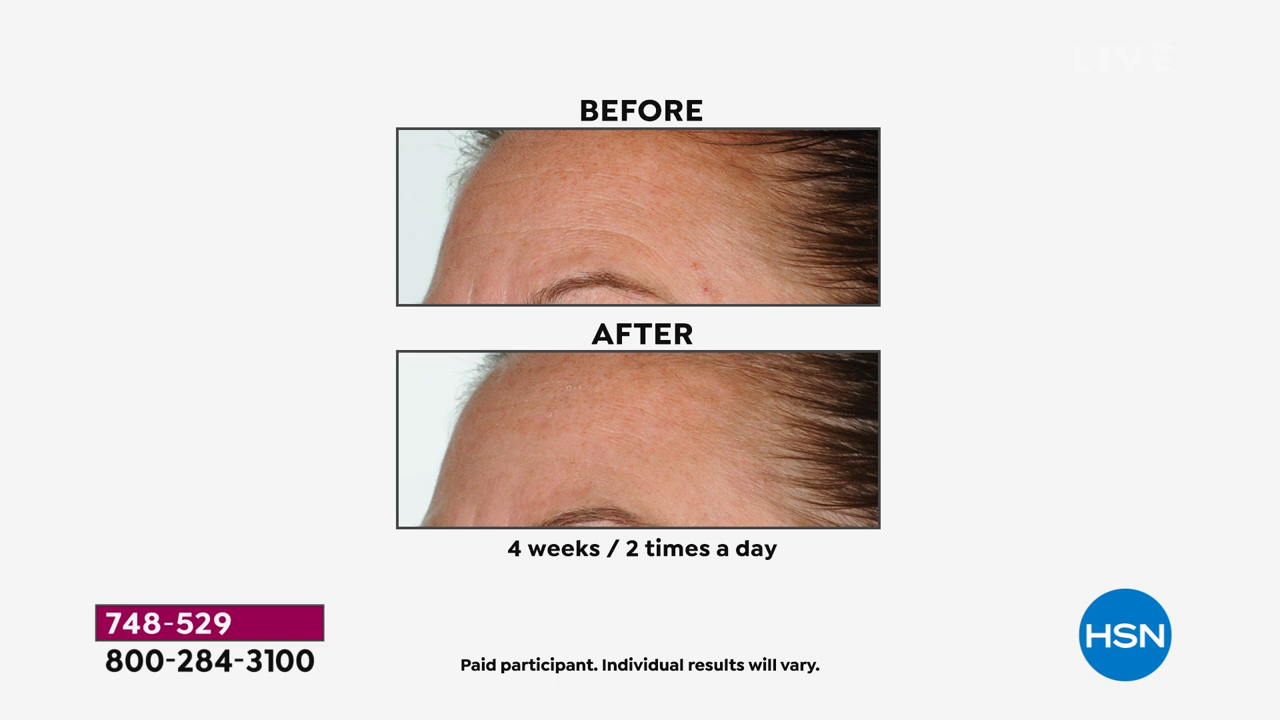 LIVE
BEFORE
AFTER
4 weeks / 2 times a day
748-529
800-284-3100
Paid participant. Individual results will vary.
HSN